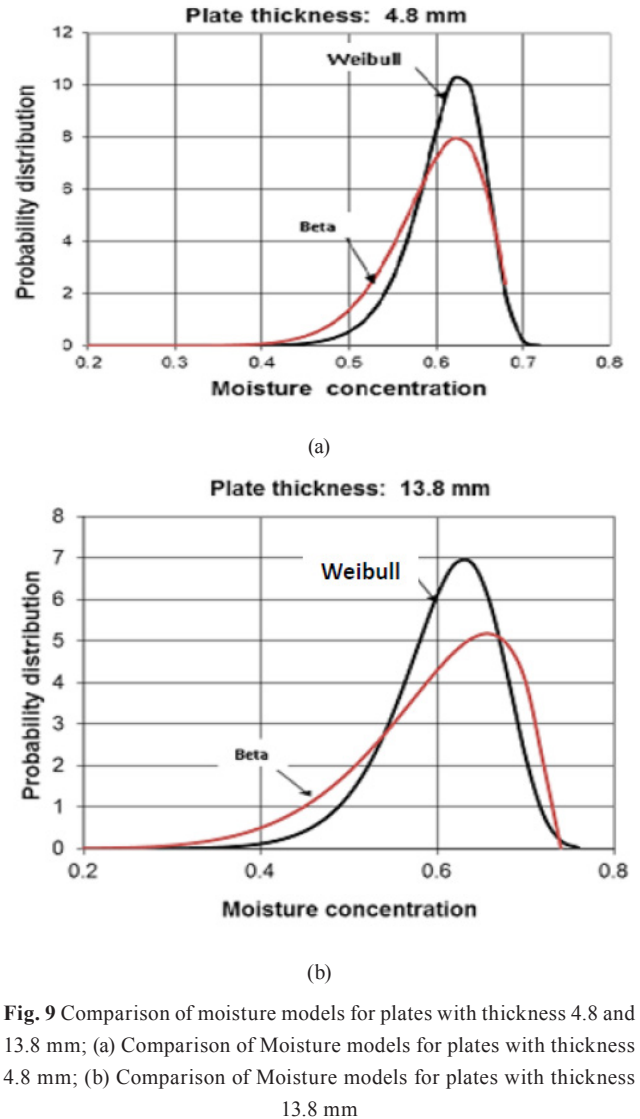 Plate thickness: 4.8 mm
12
10
8
6
4
2
0
Probability distribution
Weibull
Beta
0.2 0.3 0.4 0.5 0.6 0.7 0.8
Moisture concentration
(a)
Plate thickness: 13.8 mm
8
7
6
5
4
3
2
1
0
Probability distribution
Weibull
Beta
0.2 0.4 0.6 0.8
Moisture concentration
(b)
Fig. 9 Comparison of moisture models for plates with thickness 4.8 and
13.8 mm; (a) Comparison of Moisture models for plates with thickness
4.8 mm; (b) Comparison of Moisture models for plates with thickness
13.8 mm